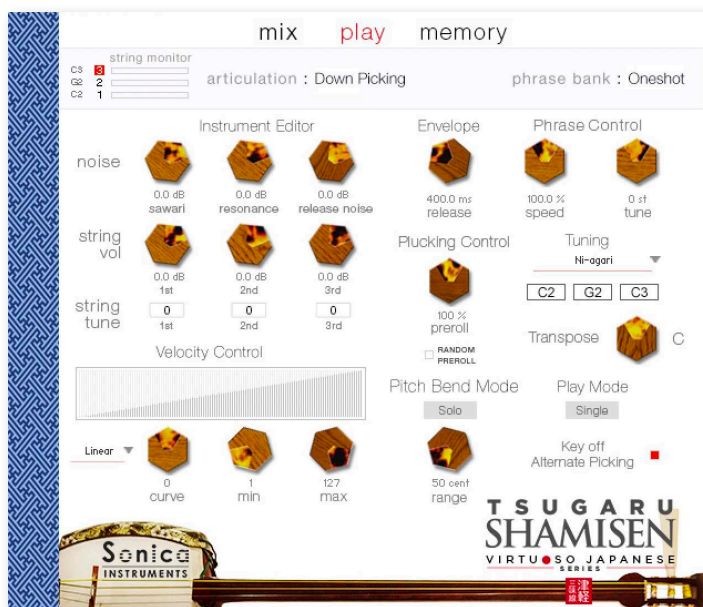 mix play memory
string monitor
C3 3
G2 2
C2 1
articulation : Down Picking
phrase bank : Oneshot
Instrument Editor
Envelope
Phrase Control
noise
0.0 dB 0.0 dB 0.0 dB
sawari resonance release noise
400.0 ms
release
100.0 % 0 st
speed tune
string
vol
0.0 dB 0.0 dB 0.0 dB
1st 2nd 3rd
Plucking Control
100 %
preroll
RANDOM
PREROLL
Tuning
Ni-agari
C2 G2 C3
Transpose C
string
tune
0 0 0
1st 2nd 3rd
Velocity Control
Linear
0 1 127
curve min max
Pitch Bend Mode
Solo
50 cent
range
Play Mode
Single
Key off
Alternate Picking
TSUGARU
SHAMISEN
VIRTUOSO JAPANESE
SERIES
Sonica
INSTRUMENTS
津軽
三味線